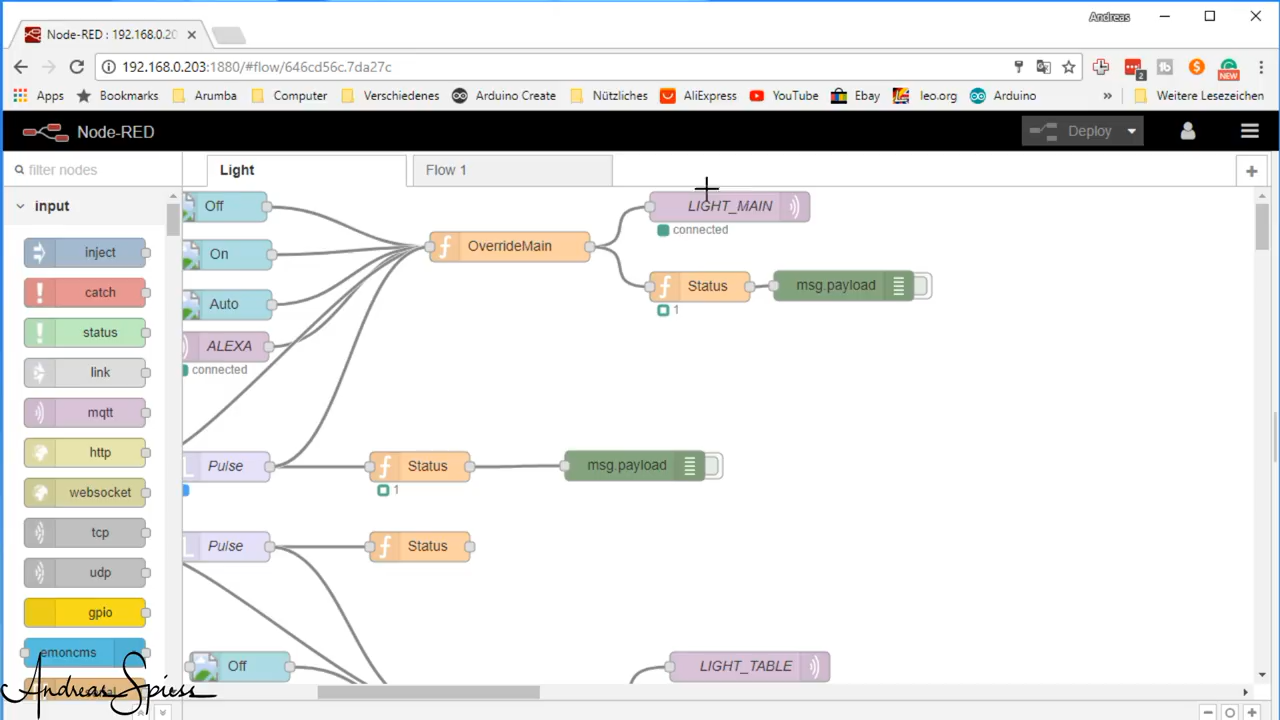 Andreas
Node-RED : 192.168.0.20
192.168.0.203:1880/#flow/646cd56c.7da27c
2
NEW
Apps Bookmarks Arumba Computer Verschiedenes Arduino Create Nützliches AliExpress YouTube Ebay leo.org Arduino » Weitere Lesezeichen
Node-RED Deploy
filter nodes Light Flow 1
input
inject
catch
status
link
mqtt
http
websocket
tcp
udp
gpio
emoncms
Off
On
Auto
ALEXA
connected
OverrideMain
LIGHT_MAIN
connected
Status msg.payload
1
Pulse Status msg.payload
1
Pulse Status
Off LIGHT_TABLE
Andreas Spiess